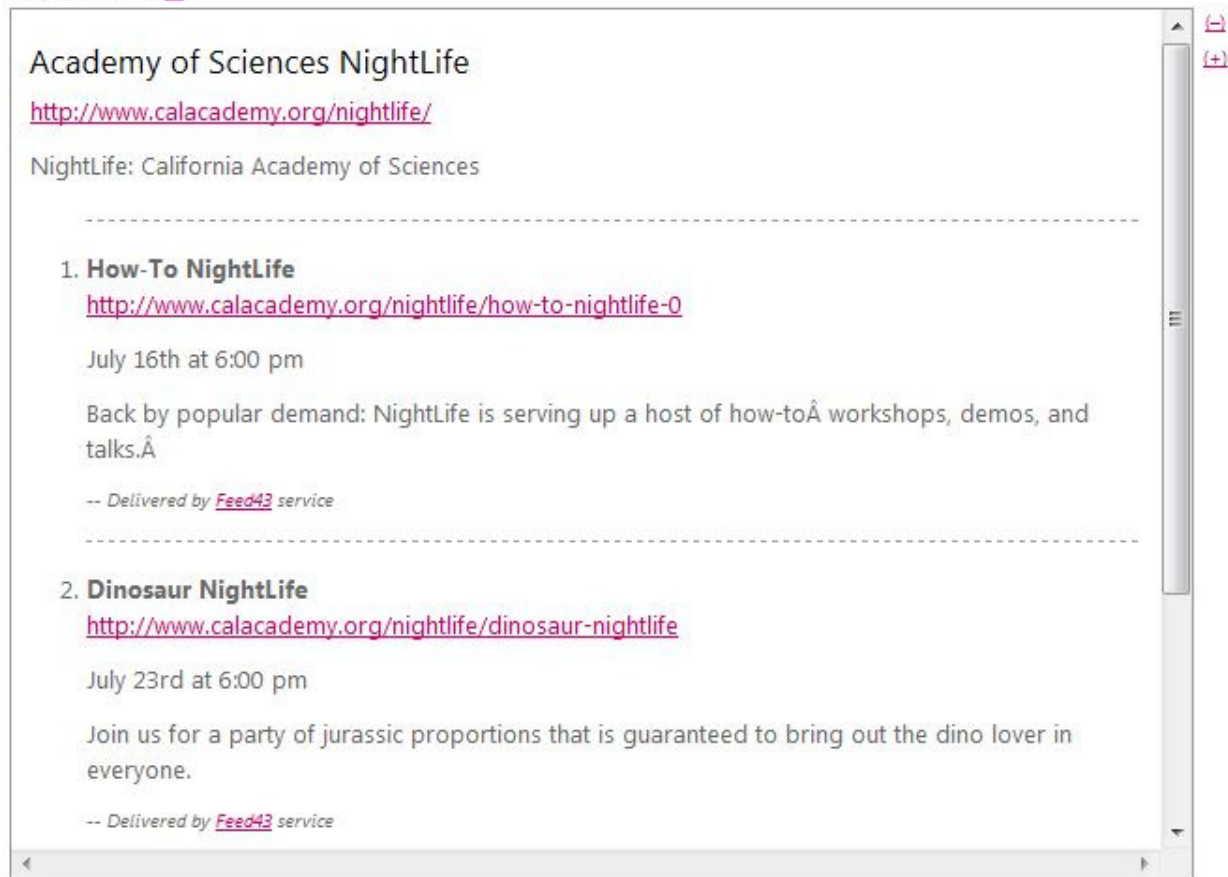 Academy of Sciences NightLife
http://www.calacademy.org/nightlife/
NightLife: California Academy of Sciences
1. How-To NightLife
http://www.calacademy.org/nightlife/how-to-nightlife-0
July 16th at 6:00 pm
Back by popular demand: NightLife is serving up a host of how-toÂ workshops, demos, and
talks.Â
-- Delivered by Feed43 service
2. Dinosaur NightLife
http://www.calacademy.org/nightlife/dinosaur-nightlife
July 23rd at 6:00 pm
Join us for a party of jurassic proportions that is guaranteed to bring out the dino lover in
everyone.
-- Delivered by Feed43 service
(–)
(+)